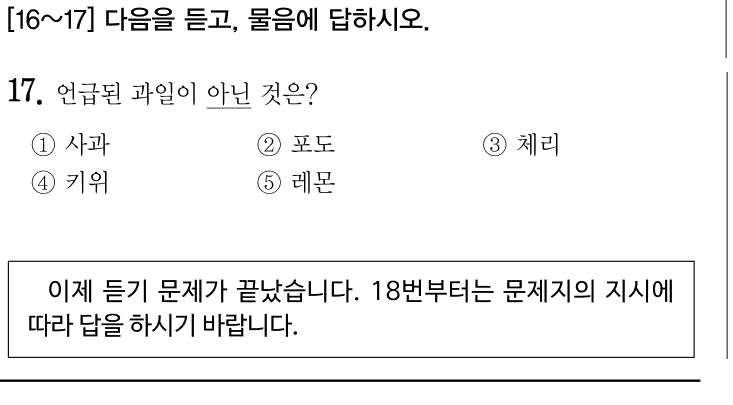 [16~17] 다음을 듣고, 물음에 답하시오.
17. 언급된 과일이 아닌 것은?
① 사과 ② 포도 ③ 체리
④ 키위 ⑤ 레몬
이제 듣기 문제가 끝났습니다. 18번부터는 문제지의 지시에
따라 답을 하시기 바랍니다.